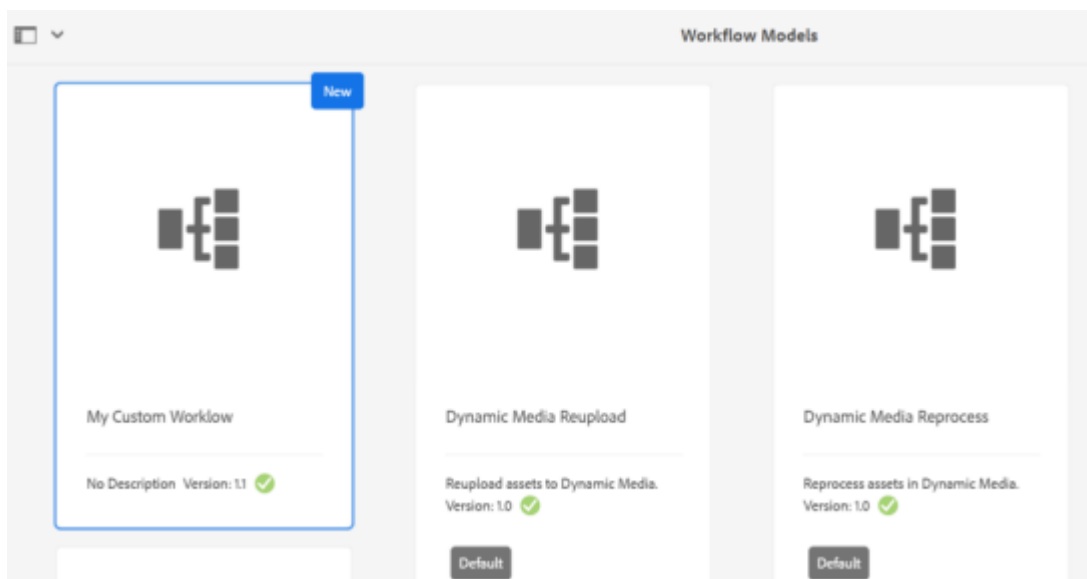 Workflow Models
New
My Custom Worklow
No Description Version: 1.1
Dynamic Media Reupload
Reupload assets to Dynamic Media.
Version: 1.0
Default
Dynamic Media Reprocess
Reprocess assets in Dynamic Media.
Version: 1.0
Default